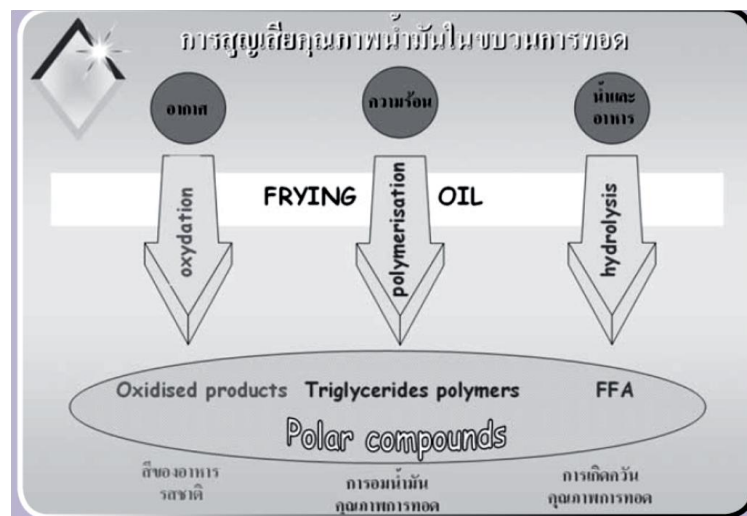 การสูญเสียคุณภาพน้ำมันในขบวนการทอด
อากาศ
ความร้อน
น้ำและ
อาหาร
FRYING OIL
oxydation
polymerisation
hydrolysis
Oxidised products
Triglycerides polymers
FFA
Polar compounds
สีของอาหาร
รสชาติ
การอมน้ำมัน
คุณภาพการทอด
การเกิดควัน
คุณภาพการทอด